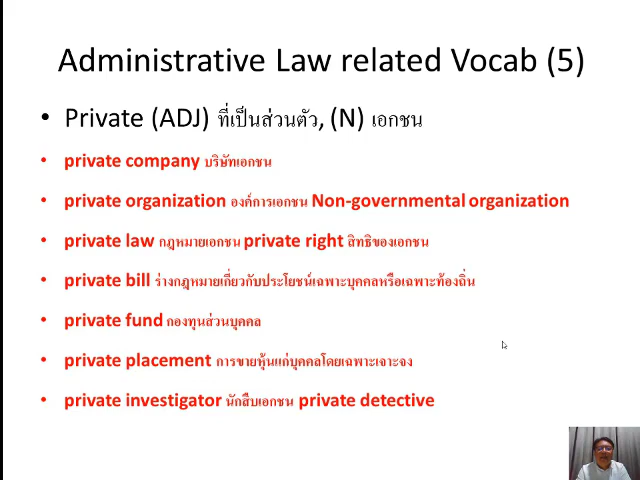 Administrative Law related Vocab (5)
• Private (ADJ) ที่เป็นส่วนตัว, (N) เอกชน
• private company บริษัทเอกชน
• private organization องค์การเอกชน Non-governmental organization
• private law กฎหมายเอกชน private right สิทธิของเอกชน
• private bill ร่างกฎหมายเกี่ยวกับประโยชน์เฉพาะบุคคลหรือเฉพาะท้องถิ่น
• private fund กองทุนส่วนบุคคล
• private placement การขายหุ้นแก่บุคคลโดยเฉพาะเจาะจง
• private investigator นักสืบเอกชน private detective